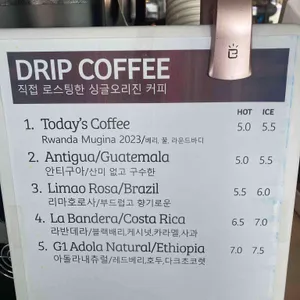 DRIP COFFEE
직접 로스팅한 싱글오리진 커피
HOT ICE
1. Today's Coffee 5.0 5.5
Rwanda Mugina 2023/베리, 꿀, 라운드바디
2. Antigua/Guatemala 5.0 5.5
안티구아/산미 없고 구수한
3. Limao Rosa/Brazil 5.5 6.0
리마호로사/부드럽고 향기로운
4. La Bandera/Costa Rica 6.5 7.0
라반데라/블랙배리,케시넛,카라멜,사과
5. G1 Adola Natural/Ethiopia 7.0 7.5
아돌라내츄럴/레드베리,호두,다크초코렛